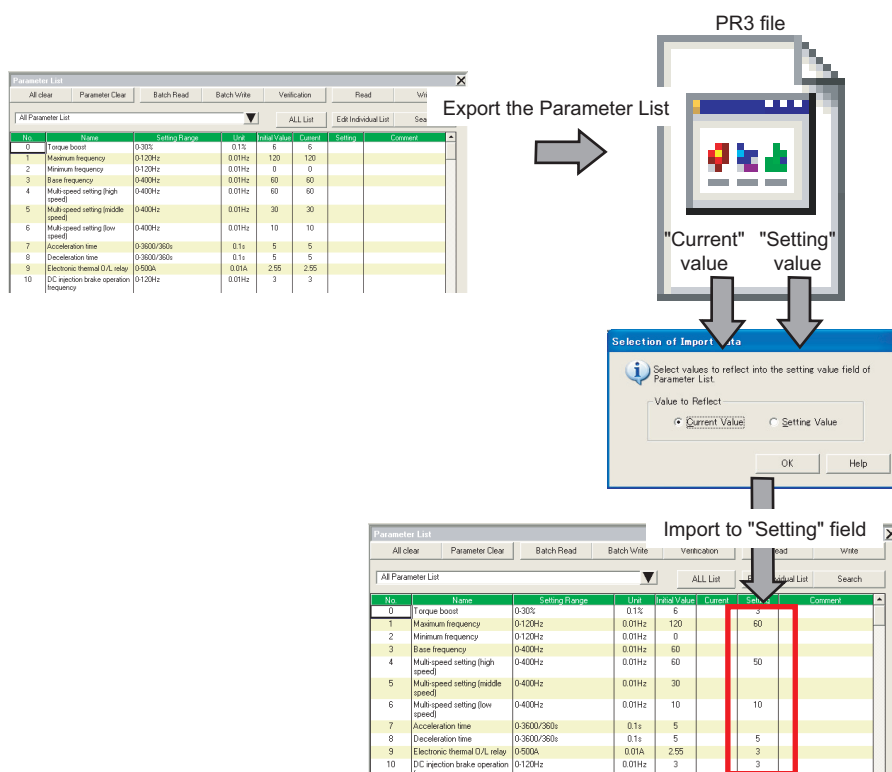 PR3 file
Parameter List
All clear Parameter Clear Batch Read Batch Write Verification Read
All Parameter List ALL List Edit Individual List
No. Name Setting Range Unit Initial Value Current Setting Comment
0 Torque boost 0-30% 0.1% 6 6
1 Maximum frequency 0-120Hz 0.01Hz 120 120
2 Minimum frequency 0-120Hz 0.01Hz 0 0
3 Base frequency 0-400Hz 0.01Hz 60 60
4 Multi-speed setting (high speed) 0-400Hz 0.01Hz 60 60
5 Multi-speed setting (middle speed) 0-400Hz 0.01Hz 30 30
6 Multi-speed setting (low speed) 0-400Hz 0.01Hz 10 10
7 Acceleration time 0-3600/360s 0.1s 5 5
8 Deceleration time 0-3600/360s 0.1s 5 5
9 Electronic thermal O/L relay 0-500A 0.01A 2.55 2.55
10 DC injection brake operation frequency 0-120Hz 0.01Hz 3 3
Export the Parameter List
"Current" value
"Setting" value
Selection of Import
Select values to reflect into the setting value field of
Parameter List.
Value to Reflect
Current Value Setting Value
OK Help
Import to "Setting" field
Parameter List
All clear Parameter Clear Batch Read Batch Write Verification Write
All Parameter List ALL List Search
No. Name Setting Range Unit Initial Value Current Setting Comment
0 Torque boost 0-30% 0.1% 6 3
1 Maximum frequency 0-120Hz 0.01Hz 120 60
2 Minimum frequency 0-120Hz 0.01Hz 0
3 Base frequency 0-400Hz 0.01Hz 60
4 Multi-speed setting (high speed) 0-400Hz 0.01Hz 60 50
5 Multi-speed setting (middle speed) 0-400Hz 0.01Hz 30
6 Multi-speed setting (low speed) 0-400Hz 0.01Hz 10 10
7 Acceleration time 0-3600/360s 0.1s 5
8 Deceleration time 0-3600/360s 0.1s 5 5
9 Electronic thermal O/L relay 0-500A 0.01A 2.55 3
10 DC injection brake operation 0-120Hz 0.01Hz 3 3